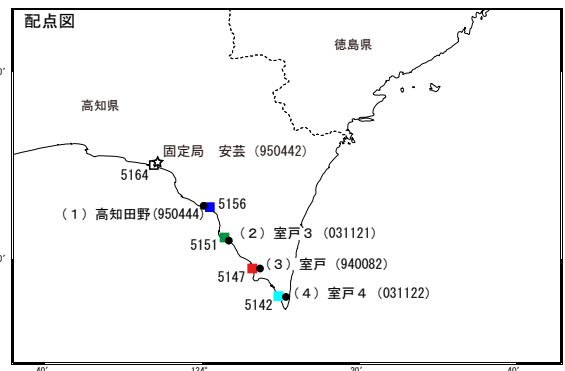 配点図
徳島県
高知県
固定局　安芸（950442）
5164
5156
（１）高知田野(950444)
（２）室戸３（031121）
5151
（３）室戸（940082）
5147
（４）室戸４（031122）
5142
134°